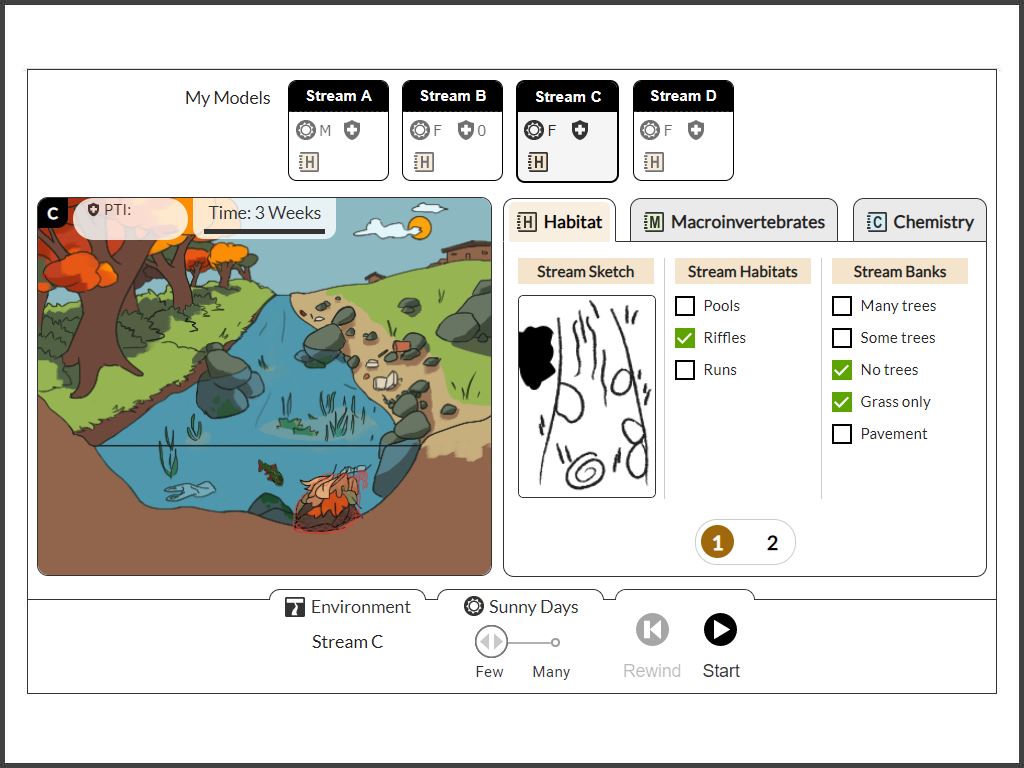 My Models
Stream A
Stream B
Stream C
Stream D
M
F
0
F
F
H
H
H
H
C
PTI:
Time: 3 Weeks
H Habitat
M Macroinvertebrates
C Chemistry
Stream Sketch
Stream Habitats
Stream Banks
Pools
Riffles
Runs
Many trees
Some trees
No trees
Grass only
Pavement
1
2
Environment
Stream C
Sunny Days
Few
Many
Rewind
Start